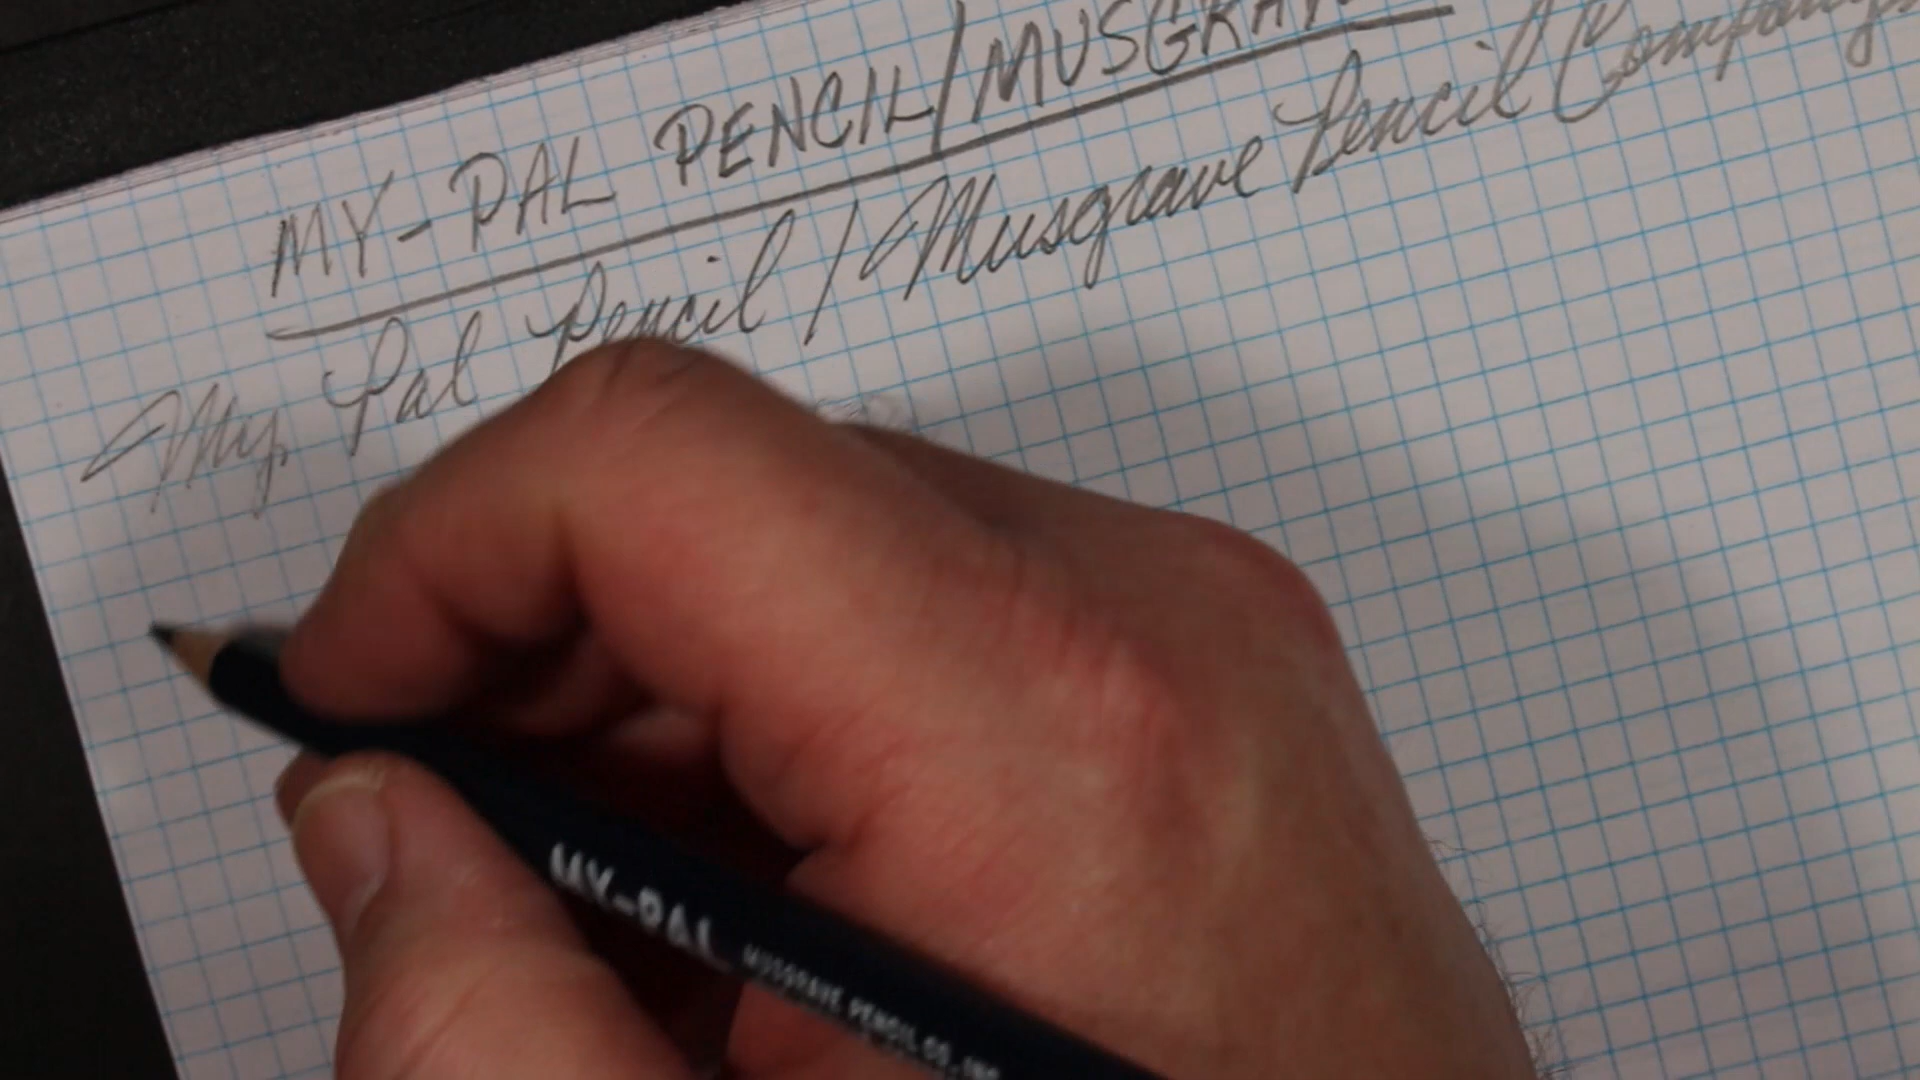 MY-PAL PENCIL/MUSGRAVE
My Pal Pencil / Musgrave Pencil Company
MY-PAL MUSGRAVE PENCIL CO., INC